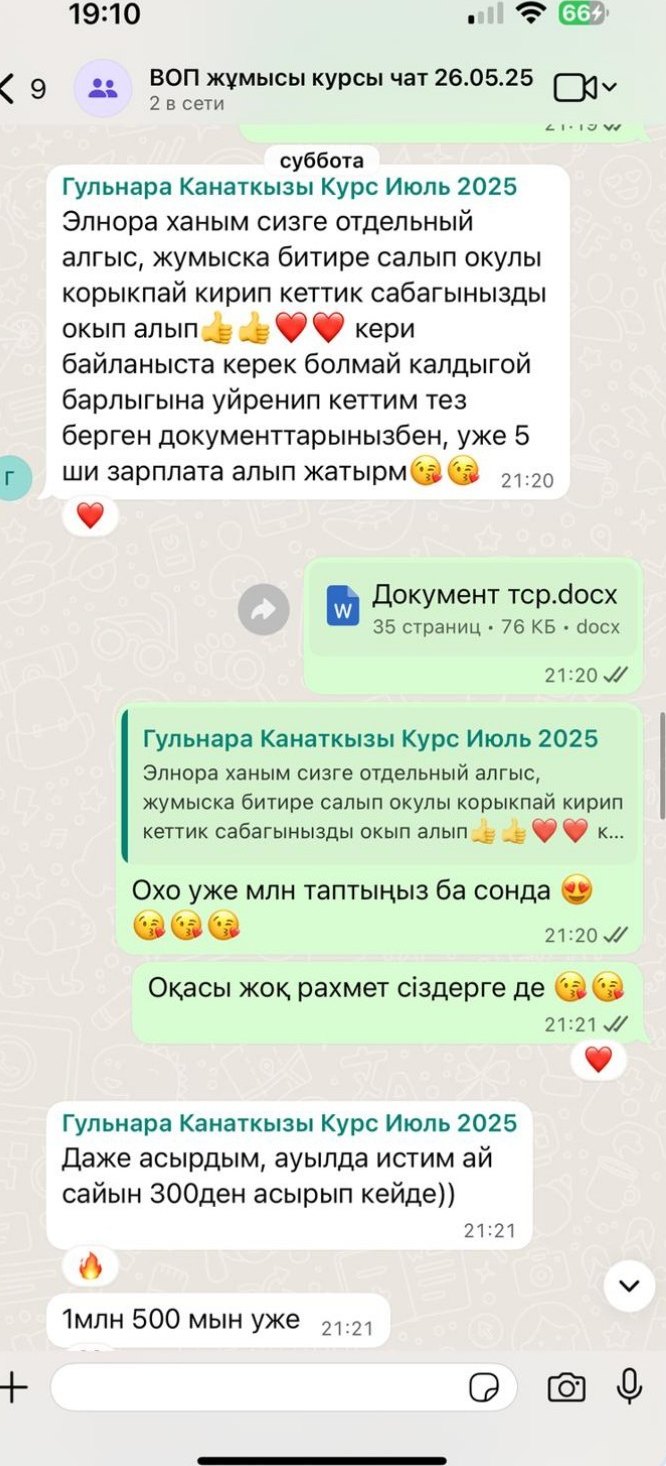 19:10
66
9
ВОП жұмысы курсы чат 26.05.25
2 в сети
21:19
суббота
Гульнара Канаткызы Курс Июль 2025
Элнора ханым сизге отдельный
алгыс, жумыска битире салып окулы
корыкпай кирип кеттик сабагынызды
окып алып👍👍❤️❤️ кери
байланыста керек болмай калдыгой
барлыгына уйренип кеттим тез
берген документтарынызбен, уже 5
ши зарплата алып жатырм😘😘
21:20
Г
❤️
W
Документ тср.docx
35 страниц • 76 КБ • docx
21:20
Гульнара Канаткызы Курс Июль 2025
Элнора ханым сизге отдельный алгыс,
жумыска битире салып окулы корыкпай кирип
кеттик сабагынызды окып алып👍👍❤️❤️ к...
Охо уже млн таптыңыз ба сонда 😍
😘😘😘
21:20
Оқасы жоқ рахмет сіздерге де 😘😘
21:21
❤️
Гульнара Канаткызы Курс Июль 2025
Даже асырдым, ауылда истим ай
сайын 300ден асырып кейде))
21:21
🔥
1млн 500 мын уже
21:21